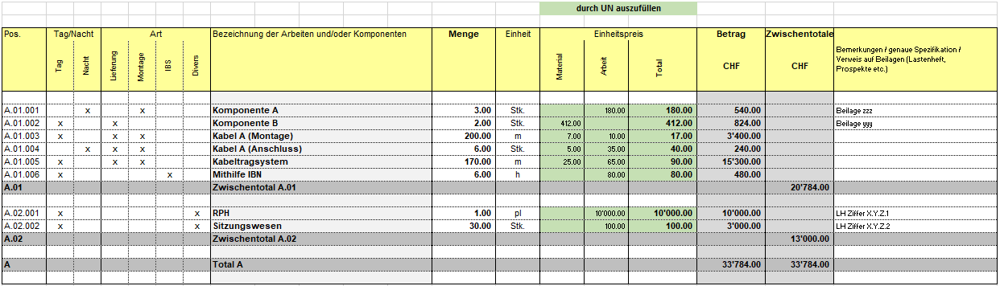 durch UN auszufüllen
Pos. Tag/Nacht Art Bezeichnung der Arbeiten und/oder Komponenten Menge Einheit Einheitspreis Betrag Zwischentotale
Tag Nacht Lieferung Montage IBS Divers Material Arbeit Total CHF CHF Bemerkungen / genaue Spezifikation /
Verweis auf Beilagen (Lastenheft,
Prospekte etc.)
A.01.001 x x Komponente A 3.00 Stk. 180.00 180.00 540.00 Beilage zzz
A.01.002 x x Komponente B 2.00 Stk. 412.00 412.00 824.00 Beilage yyy
A.01.003 x x x Kabel A (Montage) 200.00 m 7.00 10.00 17.00 3'400.00
A.01.004 x x x Kabel A (Anschluss) 6.00 Stk. 5.00 35.00 40.00 240.00
A.01.005 x x x Kabeltragsystem 170.00 m 25.00 65.00 90.00 15'300.00
A.01.006 x x Mithilfe IBN 6.00 h 80.00 80.00 480.00
A.01 Zwischentotal A.01 20'784.00
A.02.001 x x RPH 1.00 pl 10'000.00 10'000.00 10'000.00 LH Ziffer X.Y.Z.1
A.02.002 x x Sitzungswesen 30.00 Stk. 100.00 100.00 3'000.00 LH Ziffer X.Y.Z.2
A.02 Zwischentotal A.02 13'000.00
A Total A 33'784.00 33'784.00